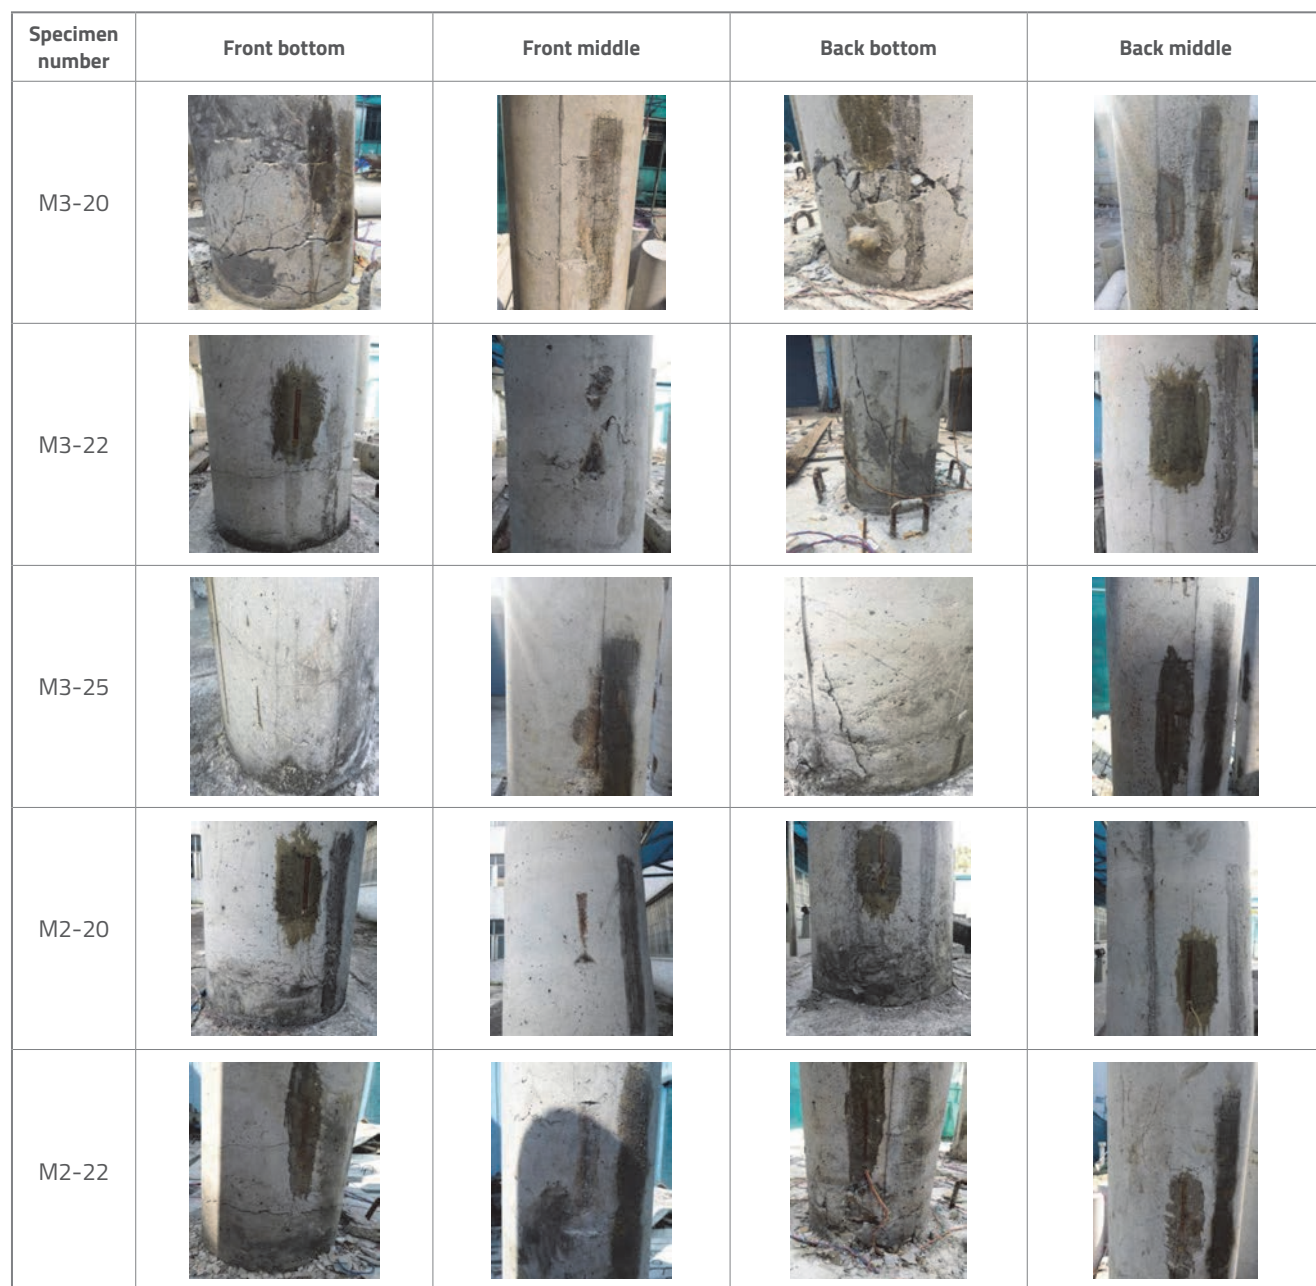 Specimen
number
Front bottom
Front middle
Back bottom
Back middle
M3-20
M3-22
M3-25
M2-20
M2-22